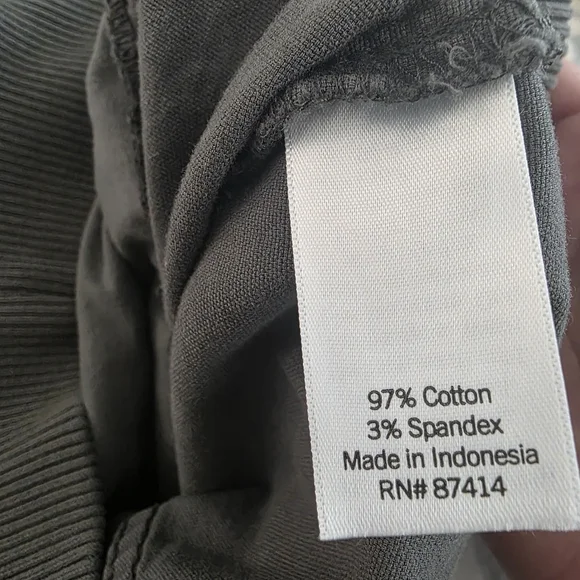 97% Cotton
3% Spandex
Made in Indonesia
RN# 87414